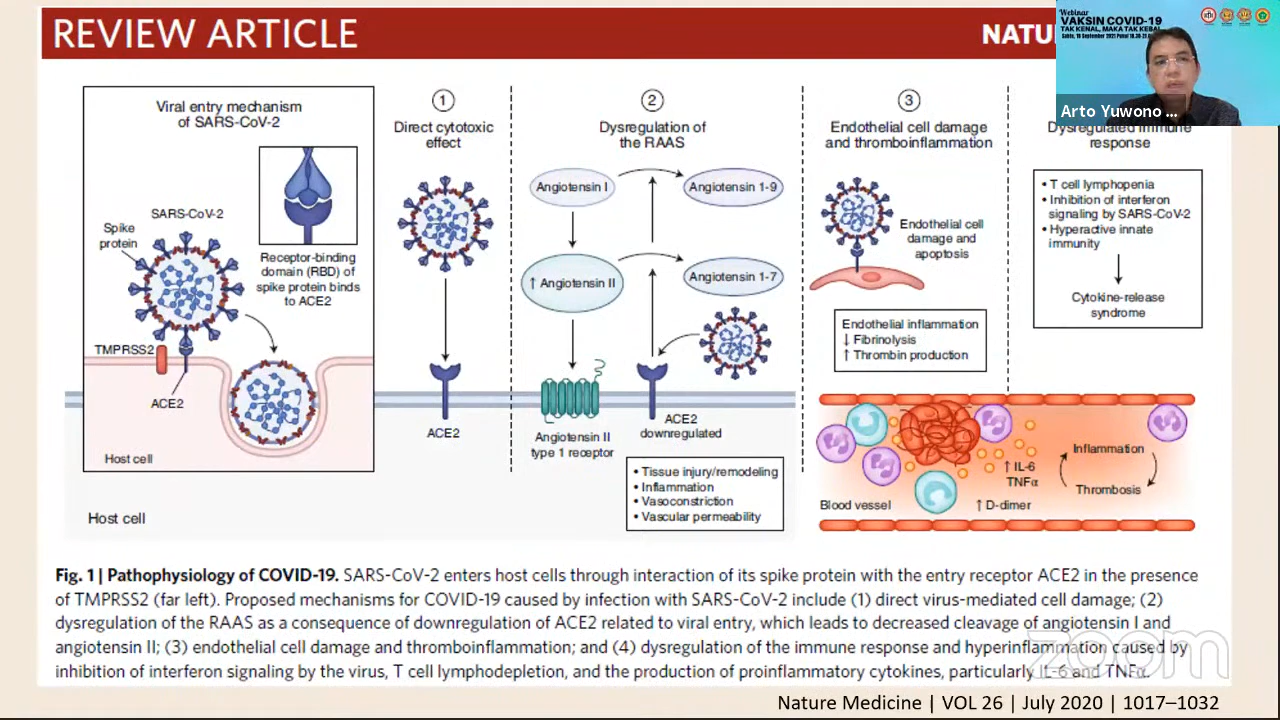 REVIEW ARTICLE
NATU
Webinar
VAKSIN COVID-19
TAK KENAL, MAKA TAK KEBAL
Arto Yuwono ...
Viral entry mechanism
of SARS-CoV-2
SARS-CoV-2
Spike
protein
Receptor-binding
domain (RBD) of
spike protein binds
to ACE2
TMPRSS2
ACE2
Host cell
Host cell
1
Direct cytotoxic
effect
ACE2
2
Dysregulation of
the RAAS
Angiotensin I
Angiotensin 1-9
↑ Angiotensin II
Angiotensin 1-7
Angiotensin II
type 1 receptor
ACE2
downregulated
• Tissue injury/remodeling
• Inflammation
• Vasoconstriction
• Vascular permeability
3
Endothelial cell damage
and thromboinflammation
Endothelial cell
damage and
apoptosis
Endothelial inflammation
↓ Fibrinolysis
↑ Thrombin production
Dysregulated immune
response
• T cell lymphopenia
• Inhibition of interferon
signaling by SARS-CoV-2
• Hyperactive innate
immunity
Cytokine-release
syndrome
Blood vessel
↑ IL-6
TNFα
↑ D-dimer
Inflammation
Thrombosis
Fig. 1 | Pathophysiology of COVID-19. SARS-CoV-2 enters host cells through interaction of its spike protein with the entry receptor ACE2 in the presence
of TMPRSS2 (far left). Proposed mechanisms for COVID-19 caused by infection with SARS-CoV-2 include (1) direct virus-mediated cell damage; (2)
dysregulation of the RAAS as a consequence of downregulation of ACE2 related to viral entry, which leads to decreased cleavage of angiotensin I and
angiotensin II; (3) endothelial cell damage and thromboinflammation; and (4) dysregulation of the immune response and hyperinflammation caused by
inhibition of interferon signaling by the virus, T cell lymphodepletion, and the production of proinflammatory cytokines, particularly IL-6 and TNFα.
zoom
Nature Medicine | VOL 26 | July 2020 | 1017–1032